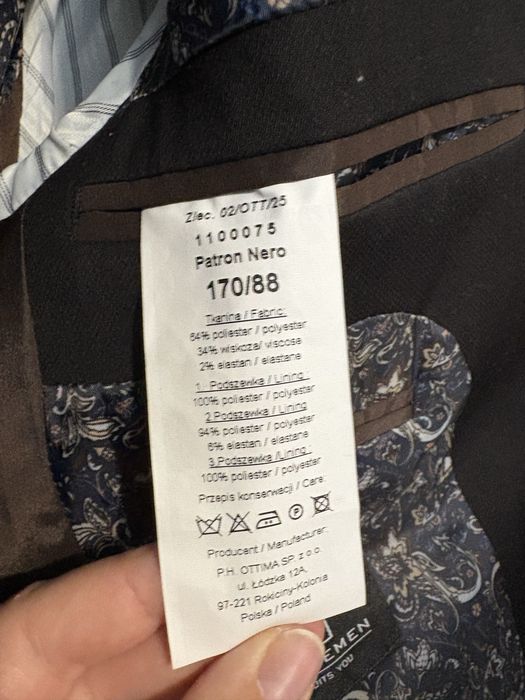 Zlec. 02/OTT/25
1100075
Patron Nero
170/88
Tkanina / Fabric:
64% poliester / polyester
34% wiskoza/ viscose
2% elastan / elastane
1. Podszewka / Lining :
100% poliester / polyester
2 Podszewka / Lining
94% poliester / polyester
6% elastan / elastane
3 Podszewka /Lining :
100% poliester / polyester
Przepis konserwacji / Care:
P
Producent / Manufacturer:
P.H. OTTIMA SP. z o.o.
ul. Łódzka 12A,
97-221 Rokiciny-Kolonia
Polska / Poland
YOU